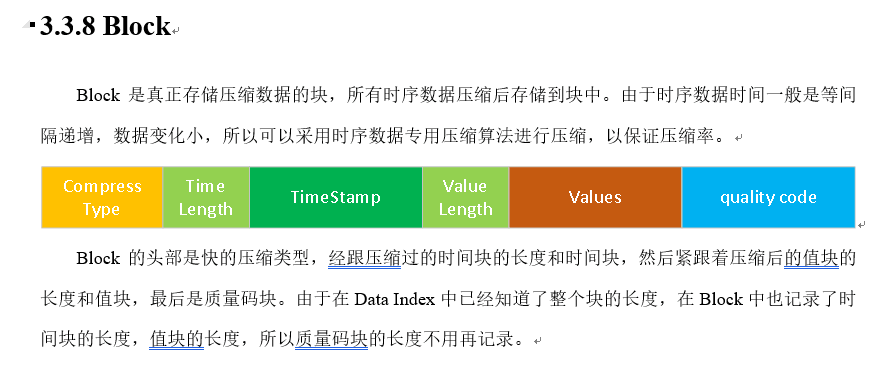 3.3.8 Block
Block 是真正存储压缩数据的块，所有时序数据压缩后存储到块中。由于时序数据时间一般是等间
隔递增，数据变化小，所以可以采用时序数据专用压缩算法进行压缩，以保证压缩率。
Compress Type
Time Length
TimeStamp
Value Length
Values
quality code
Block 的头部是快的压缩类型，经跟压缩过的时间块的长度和时间块，然后紧跟着压缩后的值块的
长度和值块，最后是质量码块。由于在 Data Index 中已经知道了整个块的长度，在 Block 中也记录了时
间块的长度，值块的长度，所以质量码块的长度不用再记录。